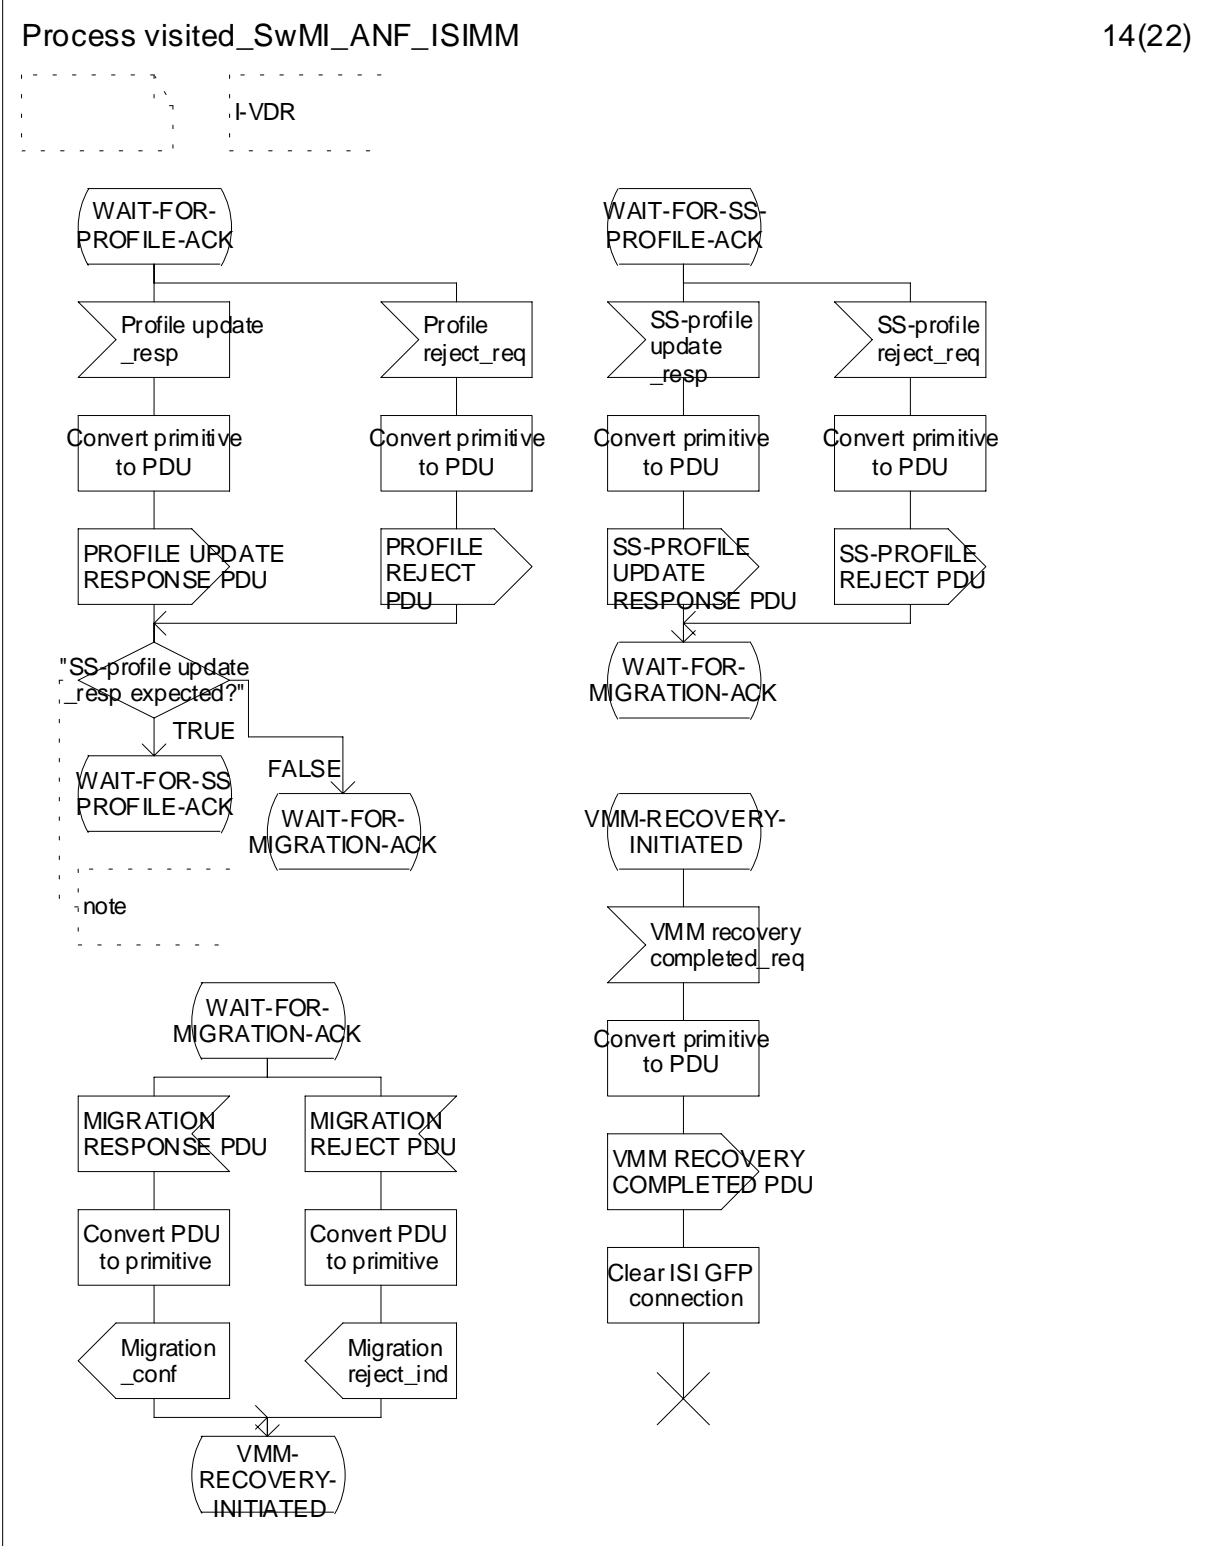 Process visited_SwMI_ANF_ISIMM
14(22)
I-VDR
WAIT-FOR-
PROFILE-ACK
Profile update
_resp
Profile
reject_req
Convert primitive
to PDU
Convert primitive
to PDU
PROFILE UPDATE
RESPONSE PDU
PROFILE
REJECT
PDU
"SS-profile update
_resp expected?"
TRUE
FALSE
WAIT-FOR-SS
PROFILE-ACK
WAIT-FOR-
MIGRATION-ACK
note
WAIT-FOR-SS-
PROFILE-ACK
SS-profile
update
_resp
SS-profile
reject_req
Convert primitive
to PDU
Convert primitive
to PDU
SS-PROFILE
UPDATE
RESPONSE PDU
SS-PROFILE
REJECT PDU
WAIT-FOR-
MIGRATION-ACK
WAIT-FOR-
MIGRATION-ACK
MIGRATION
RESPONSE PDU
MIGRATION
REJECT PDU
Convert PDU
to primitive
Convert PDU
to primitive
Migration
_conf
Migration
reject_ind
VMM-
RECOVERY-
INITIATED
VMM-RECOVERY-
INITIATED
VMM recovery
completed_req
Convert primitive
to PDU
VMM RECOVERY
COMPLETED PDU
Clear ISI GFP
connection